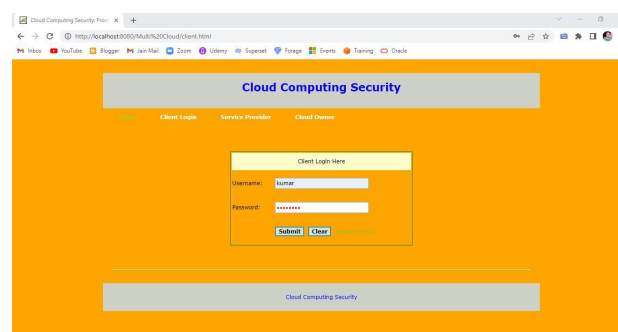 Cloud Computing Security: From
http://localhost:8080/Multi%20Cloud/client.html
Inbox YouTube Blogger Jain Mail Zoom Udemy Superset Forage Events Training Oracle
Cloud Computing Security
Client Login Service Provider Cloud Owner
Client Login Here
Username: kumar
Password: ••••••••
Submit Clear
Cloud Computing Security